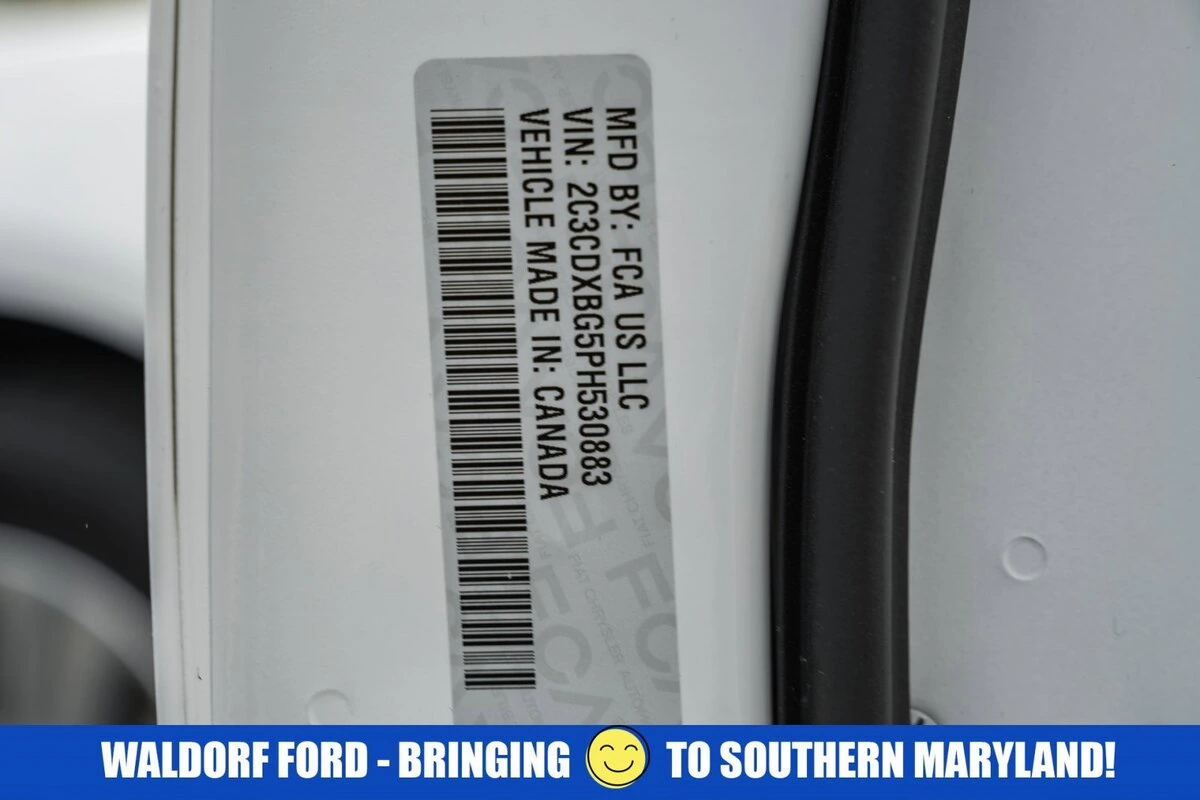 MFD BY: FCA US LLC
VIN: 2C3CDXBG5PH530883
VEHICLE MADE IN: CANADA
WALDORF FORD - BRINGING 😊 TO SOUTHERN MARYLAND!